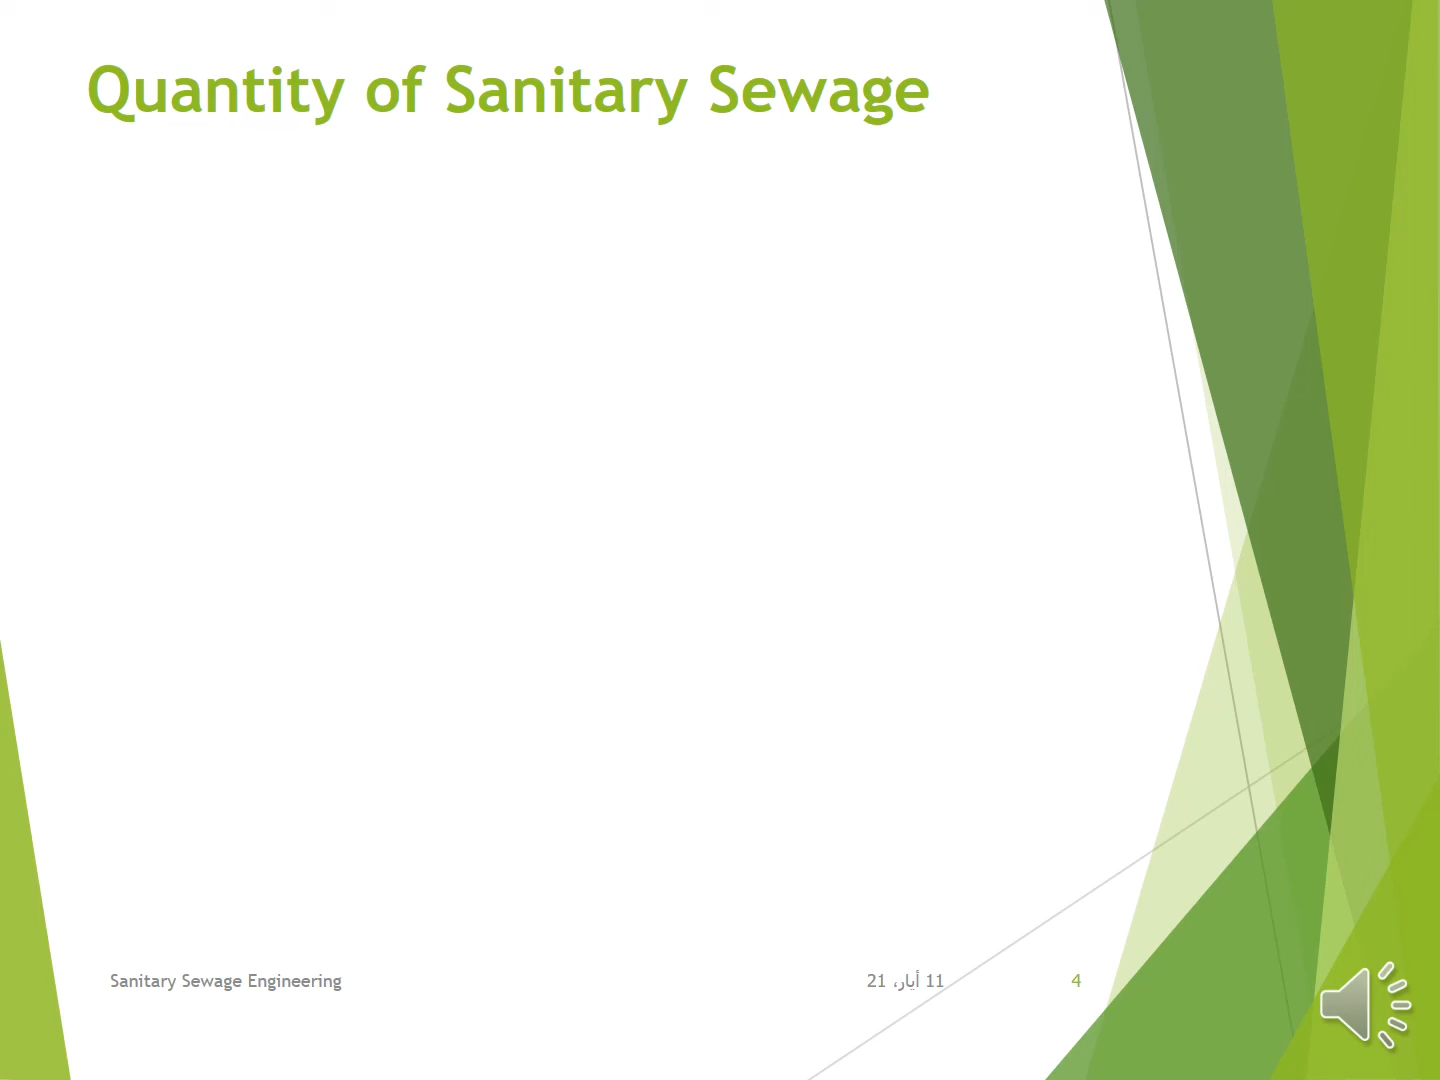 Quantity of Sanitary Sewage
Sanitary Sewage Engineering
11 أيار، 21
4